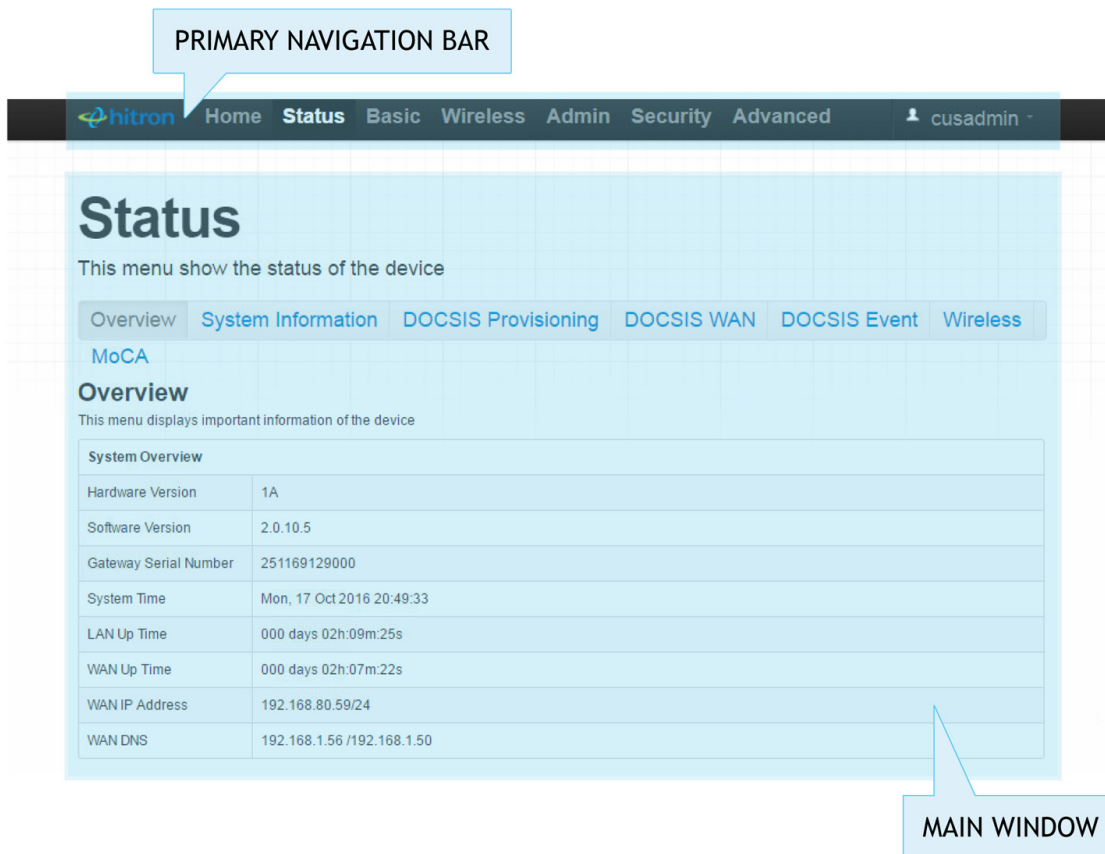 PRIMARY NAVIGATION BAR
hitron Home Status Basic Wireless Admin Security Advanced cusadmin
Status
This menu show the status of the device
Overview System Information DOCSIS Provisioning DOCSIS WAN DOCSIS Event Wireless
MoCA
Overview
This menu displays important information of the device
System Overview
Hardware Version 1A
Software Version 2.0.10.5
Gateway Serial Number 251169129000
System Time Mon, 17 Oct 2016 20:49:33
LAN Up Time 000 days 02h:09m:25s
WAN Up Time 000 days 02h:07m:22s
WAN IP Address 192.168.80.59/24
WAN DNS 192.168.1.56 /192.168.1.50
MAIN WINDOW